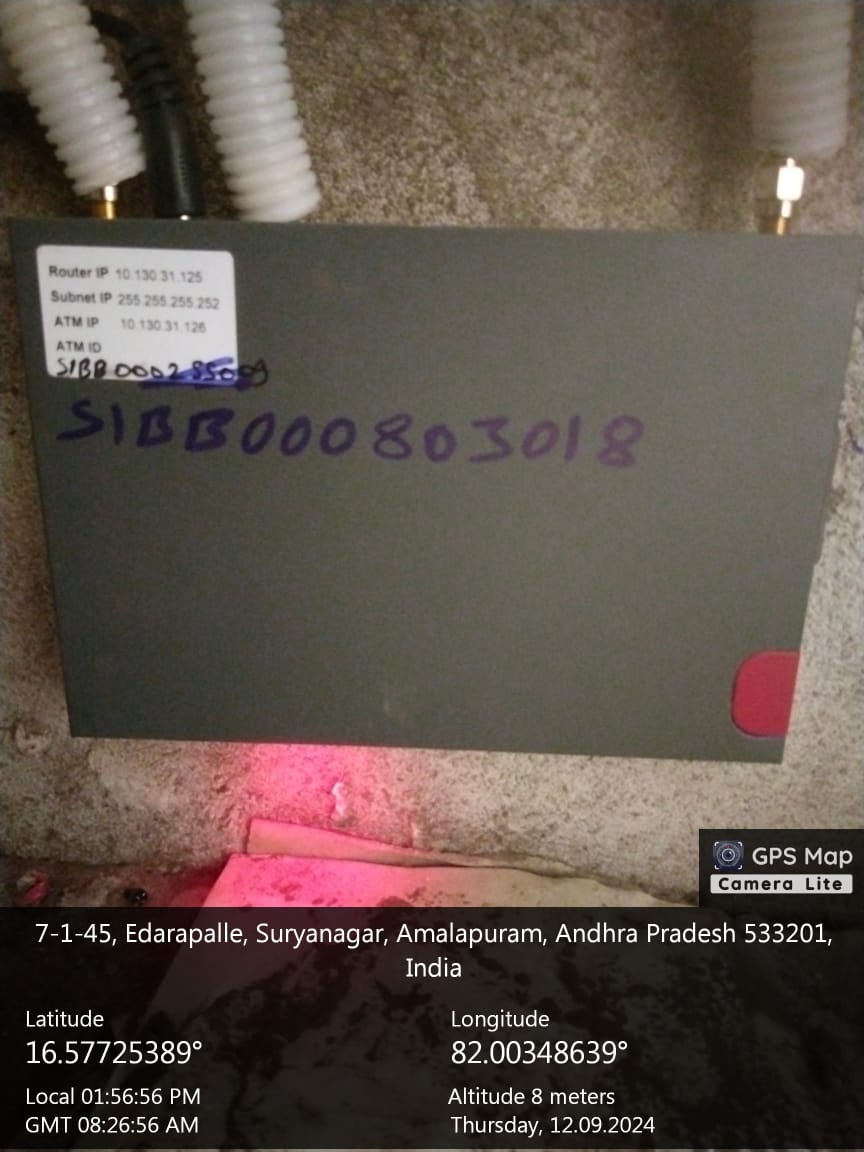 Router IP 10.130.31.125
Subnet IP 255.255.255.252
ATM IP 10.130.31.126
ATM ID
SIBB000803018
GPS Map
Camera Lite
7-1-45, Edarapalle, Suryanagar, Amalapuram, Andhra Pradesh 533201,
India
Latitude
16.57725389°
Longitude
82.00348639°
Local 01:56:56 PM
GMT 08:26:56 AM
Altitude 8 meters
Thursday, 12.09.2024